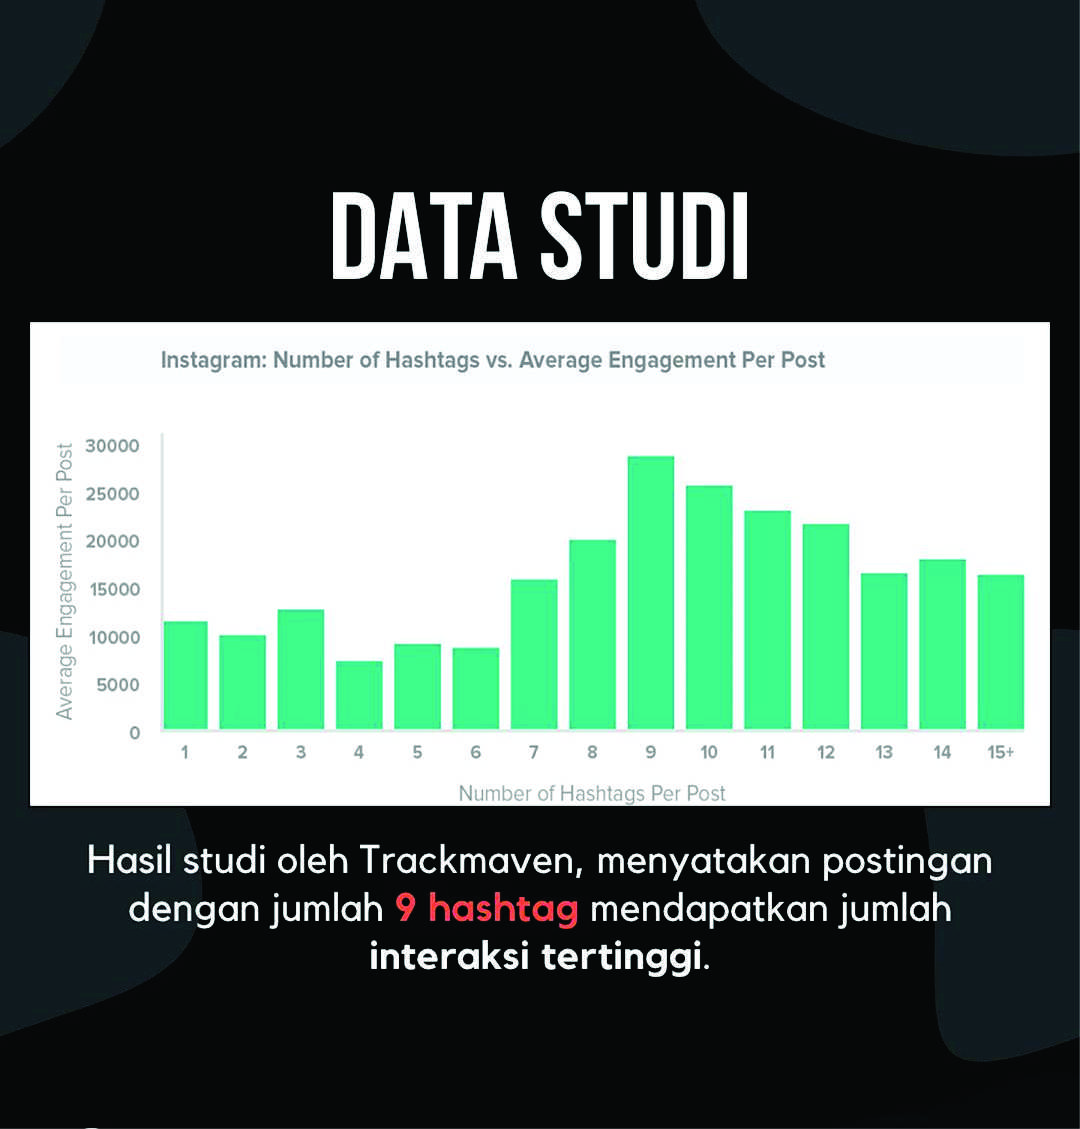 DATA STUDI
Instagram: Number of Hashtags vs. Average Engagement Per Post
Average Engagement Per Post
30000
25000
20000
15000
10000
5000
0
1 2 3 4 5 6 7 8 9 10 11 12 13 14 15+
Number of Hashtags Per Post
Hasil studi oleh Trackmaven, menyatakan postingan
dengan jumlah 9 hashtag mendapatkan jumlah
interaksi tertinggi.